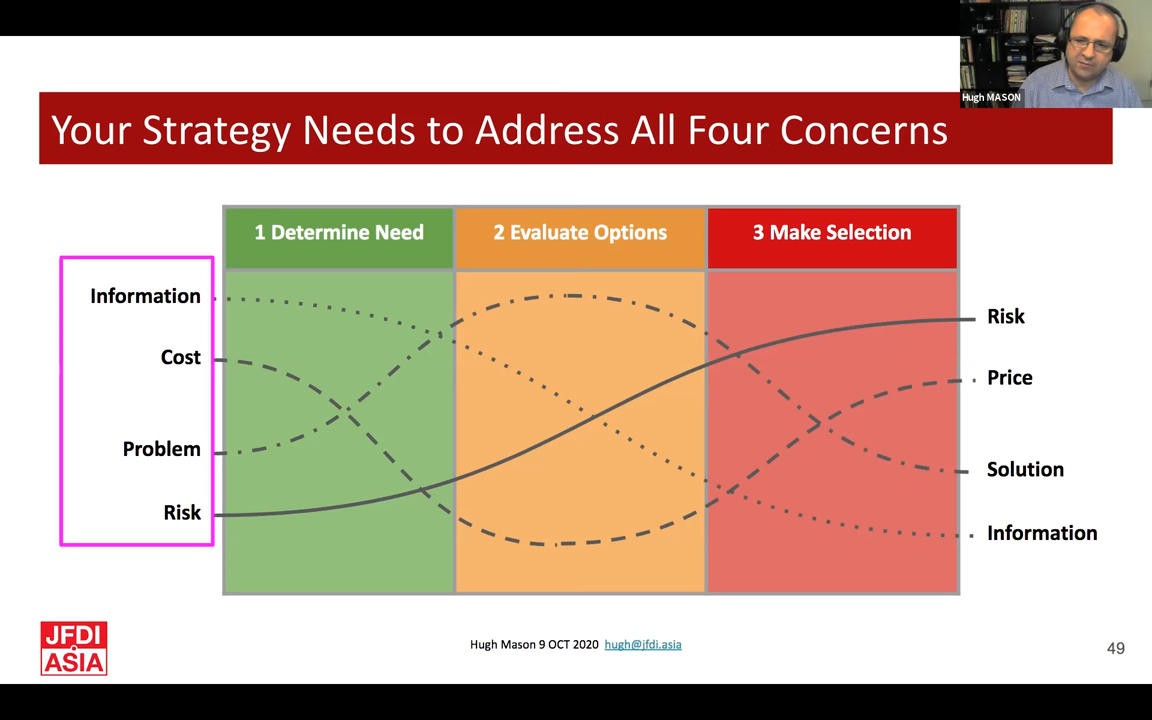 Hugh MASON
Your Strategy Needs to Address All Four Concerns
1 Determine Need
2 Evaluate Options
3 Make Selection
Information
Cost
Problem
Risk
Risk
Price
Solution
Information
JFDI
ASIA
Hugh Mason 9 OCT 2020 hugh@jfdi.asia
49